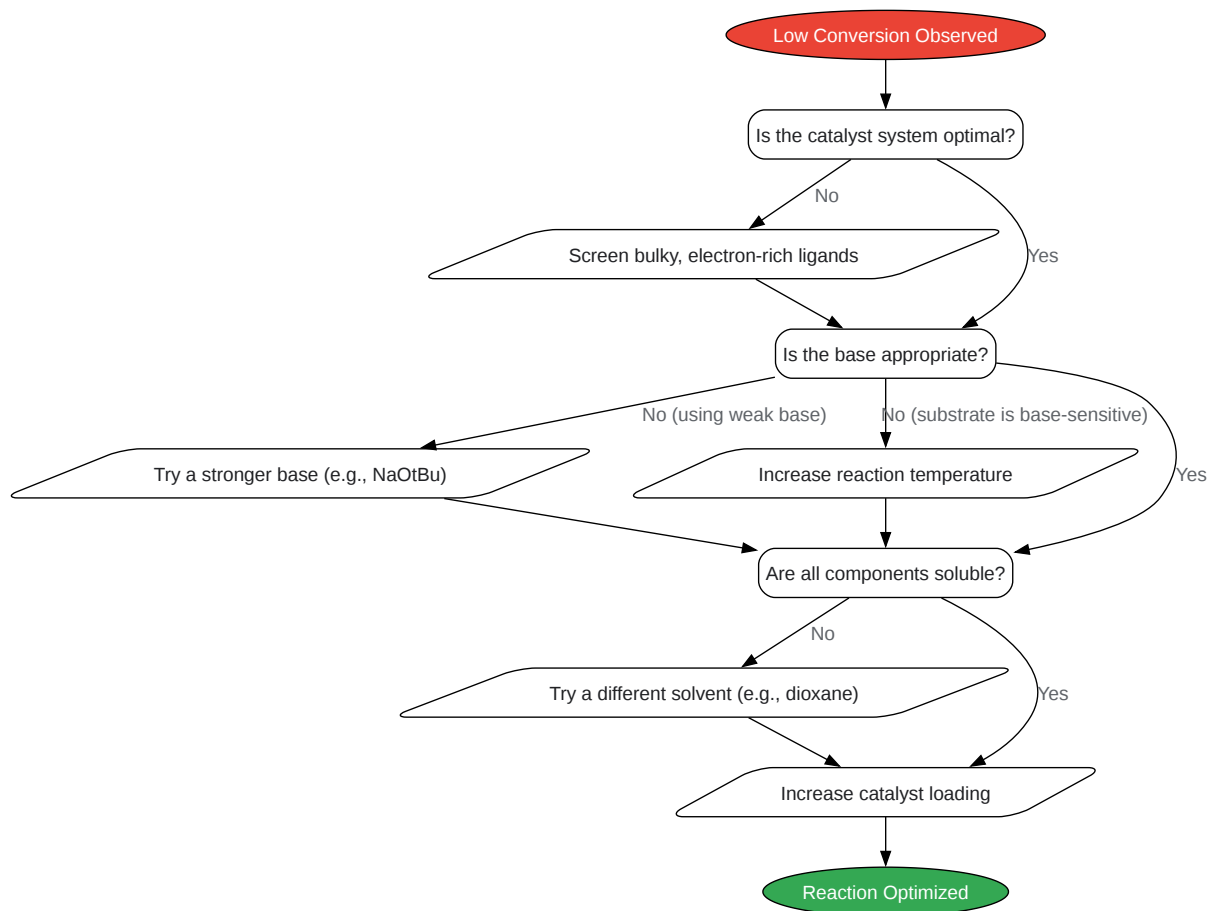 Low Conversion Observed
Is the catalyst system optimal?
No
Screen bulky, electron-rich ligands
Yes
Is the base appropriate?
No (using weak base)
No (substrate is base-sensitive)
Try a stronger base (e.g., NaOtBu)
Increase reaction temperature
Yes
Are all components soluble?
No
Try a different solvent (e.g., dioxane)
Yes
Increase catalyst loading
Reaction Optimized